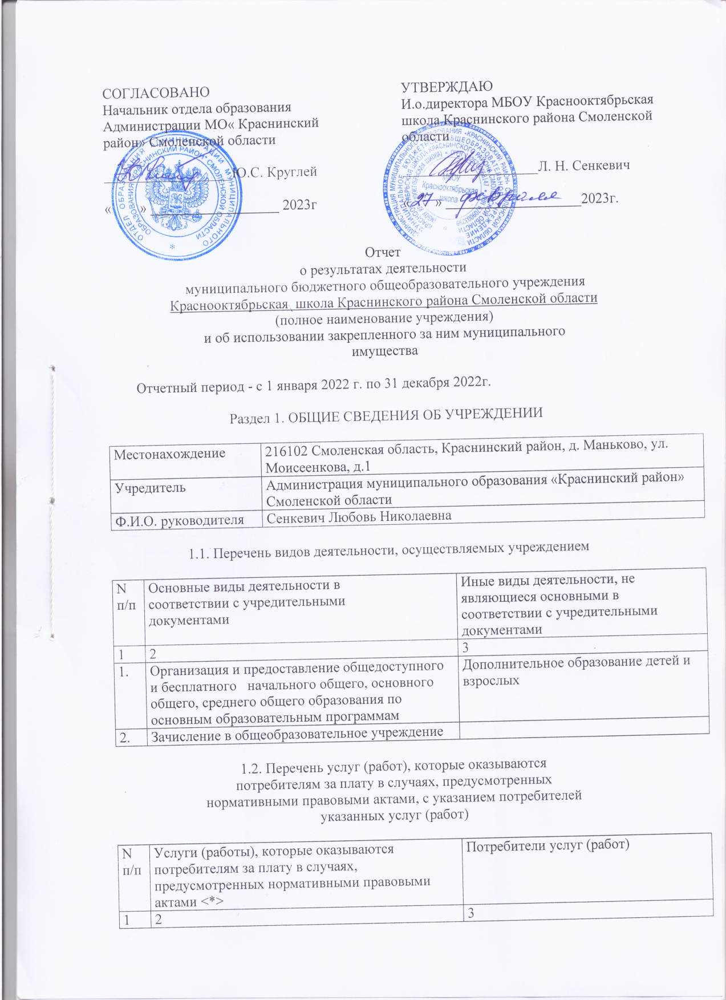 СОГЛАСОВАНО
Начальник отдела образования
Администрации МО« Краснинский
район» Смоленской области
Ю.С. Круглей
« » 2023г
УТВЕРЖДАЮ
И.о.директора МБОУ Краснооктябрьская
школа Краснинского района Смоленской
области
Л. Н. Сенкевич
«27» февраля 2023г.
МБОУ
Краснооктябрьская
школа
Отчет
о результатах деятельности
муниципального бюджетного общеобразовательного учреждения
Краснооктябрьская школа Краснинского района Смоленской области
(полное наименование учреждения)
и об использовании закрепленного за ним муниципального
имущества
Отчетный период - с 1 января 2022 г. по 31 декабря 2022г.
Раздел 1. ОБЩИЕ СВЕДЕНИЯ ОБ УЧРЕЖДЕНИИ
Местонахождение
216102 Смоленская область, Краснинский район, д. Маньково, ул.
Моисеенкова, д.1
Учредитель
Администрация муниципального образования «Краснинский район»
Смоленской области
Ф.И.О. руководителя
Сенкевич Любовь Николаевна
1.1. Перечень видов деятельности, осуществляемых учреждением
N
п/п
Основные виды деятельности в
соответствии с учредительными
документами
Иные виды деятельности, не
являющиеся основными в
соответствии с учредительными
документами
1
2
3
1.
Организация и предоставление общедоступного
и бесплатного начального общего, основного
общего, среднего общего образования по
основным образовательным программам
Дополнительное образование детей и
взрослых
2.
Зачисление в общеобразовательное учреждение
1.2. Перечень услуг (работ), которые оказываются
потребителям за плату в случаях, предусмотренных
нормативными правовыми актами, с указанием потребителей
указанных услуг (работ)
N
п/п
Услуги (работы), которые оказываются
потребителям за плату в случаях,
предусмотренных нормативными правовыми
актами <*>
Потребители услуг (работ)
1
2
3